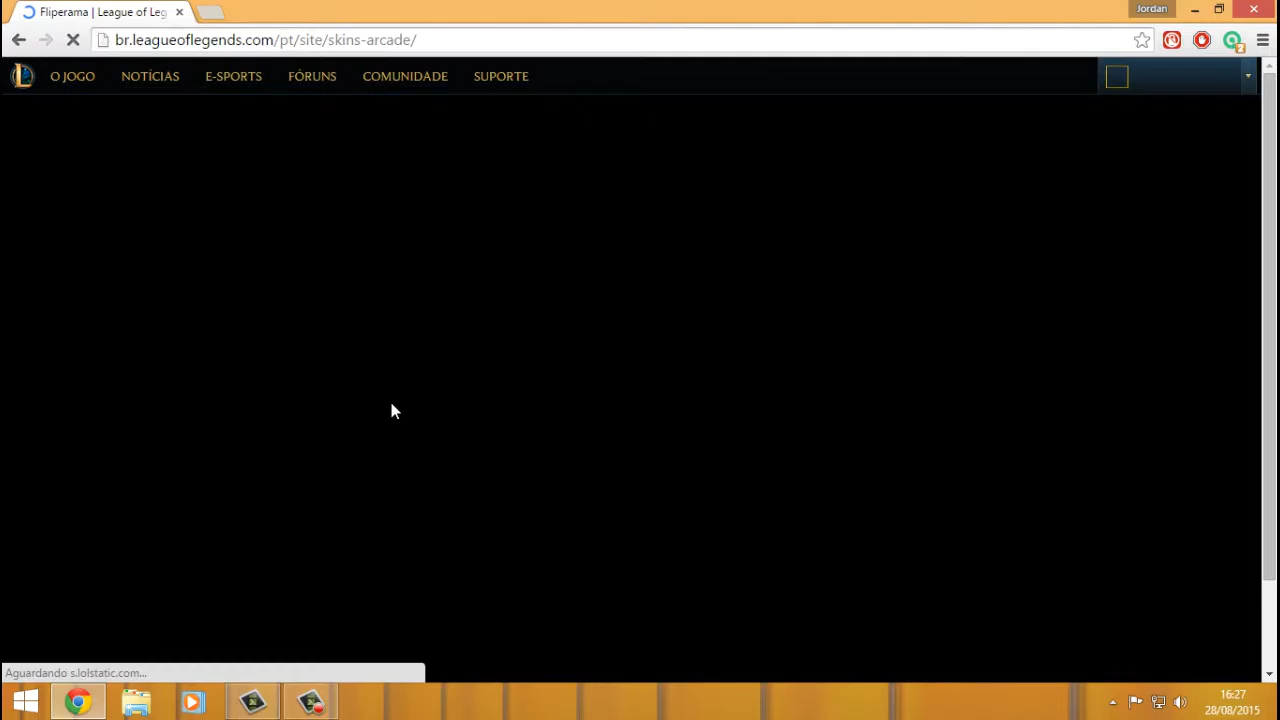 Fliperama | League of Leg
Jordan
br.leagueoflegends.com/pt/site/skins-arcade/
2
O JOGO NOTÍCIAS E-SPORTS FÓRUNS COMUNIDADE SUPORTE
Aguardando s.lolstatic.com...
16:27
28/08/2015